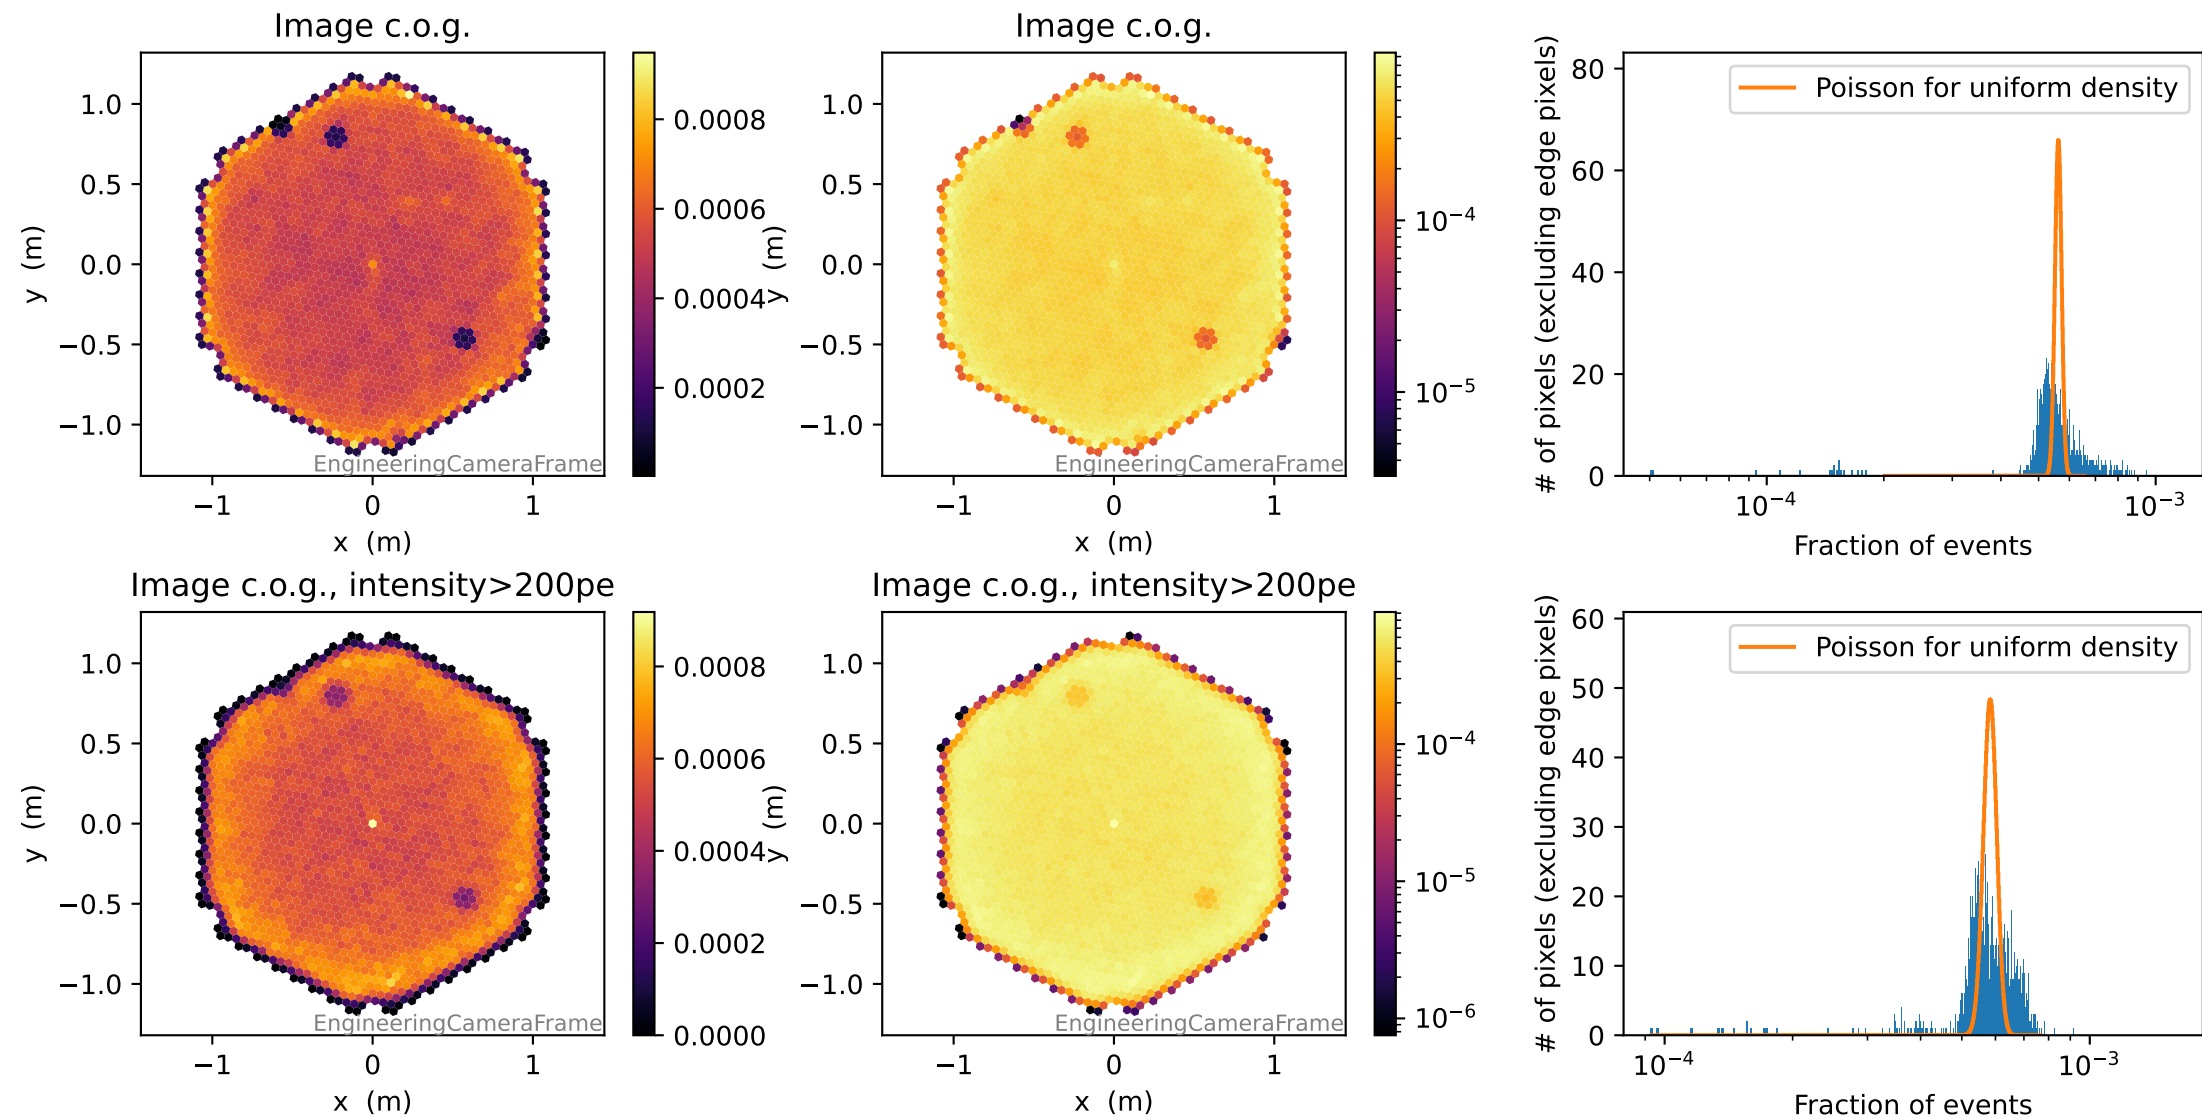 Image c.o.g.
y (m)
1.0
0.5
0.0
−0.5
−1.0
−1
0
1
x (m)
EngineeringCameraFrame
0.0008
0.0006
0.0004
0.0002
Image c.o.g.
y (m)
1.0
0.5
0.0
−0.5
−1.0
−1
0
1
x (m)
EngineeringCameraFrame
10⁻⁴
10⁻⁵
# of pixels (excluding edge pixels)
80
60
40
20
0
Poisson for uniform density
10⁻⁴
10⁻³
Fraction of events
Image c.o.g., intensity>200pe
y (m)
1.0
0.5
0.0
−0.5
−1.0
−1
0
1
x (m)
EngineeringCameraFrame
0.0008
0.0006
0.0004
0.0002
0.0000
Image c.o.g., intensity>200pe
y (m)
1.0
0.5
0.0
−0.5
−1.0
−1
0
1
x (m)
EngineeringCameraFrame
10⁻⁴
10⁻⁵
10⁻⁶
# of pixels (excluding edge pixels)
60
50
40
30
20
10
0
Poisson for uniform density
10⁻⁴
10⁻³
Fraction of events